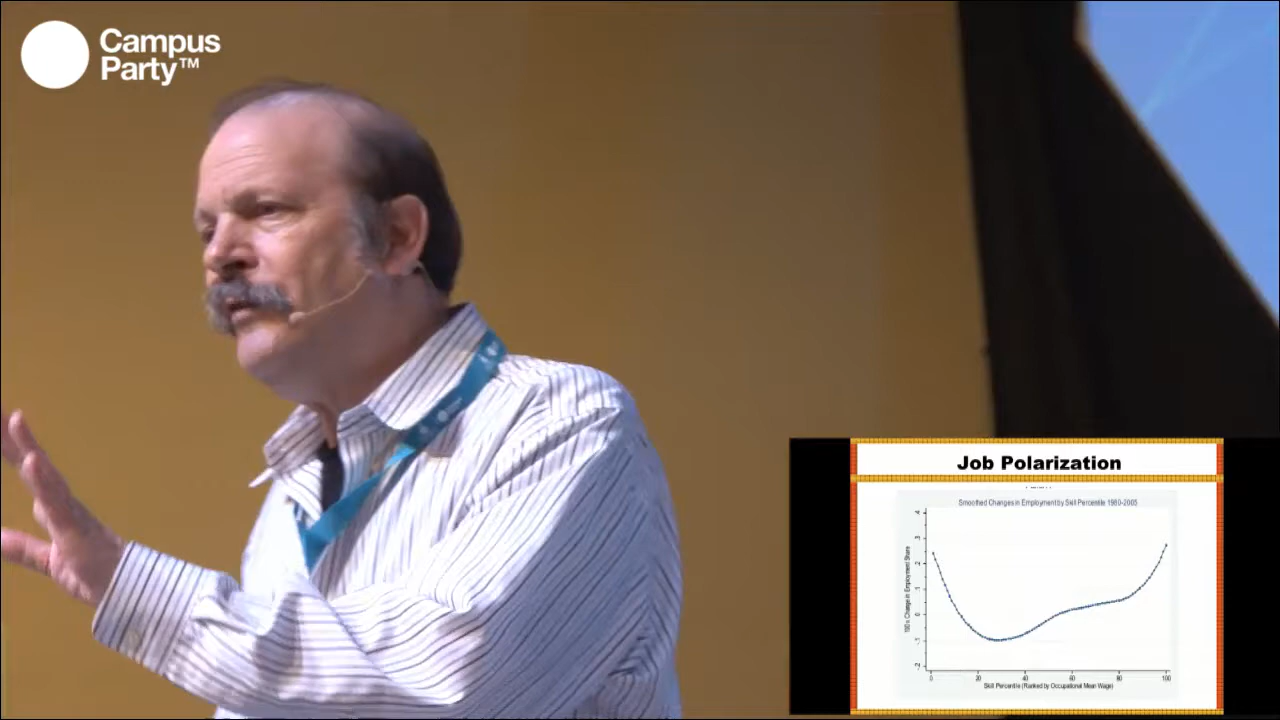 Campus
Party™
Job Polarization
Smoothed Changes in Employment by Skill Percentile 1980-2005
100 x Change in Employment Share
.4
.3
.2
.1
0
-.1
-.2
0
20
40
60
80
100
Skill Percentile (Ranked by Occupational Mean Wage)